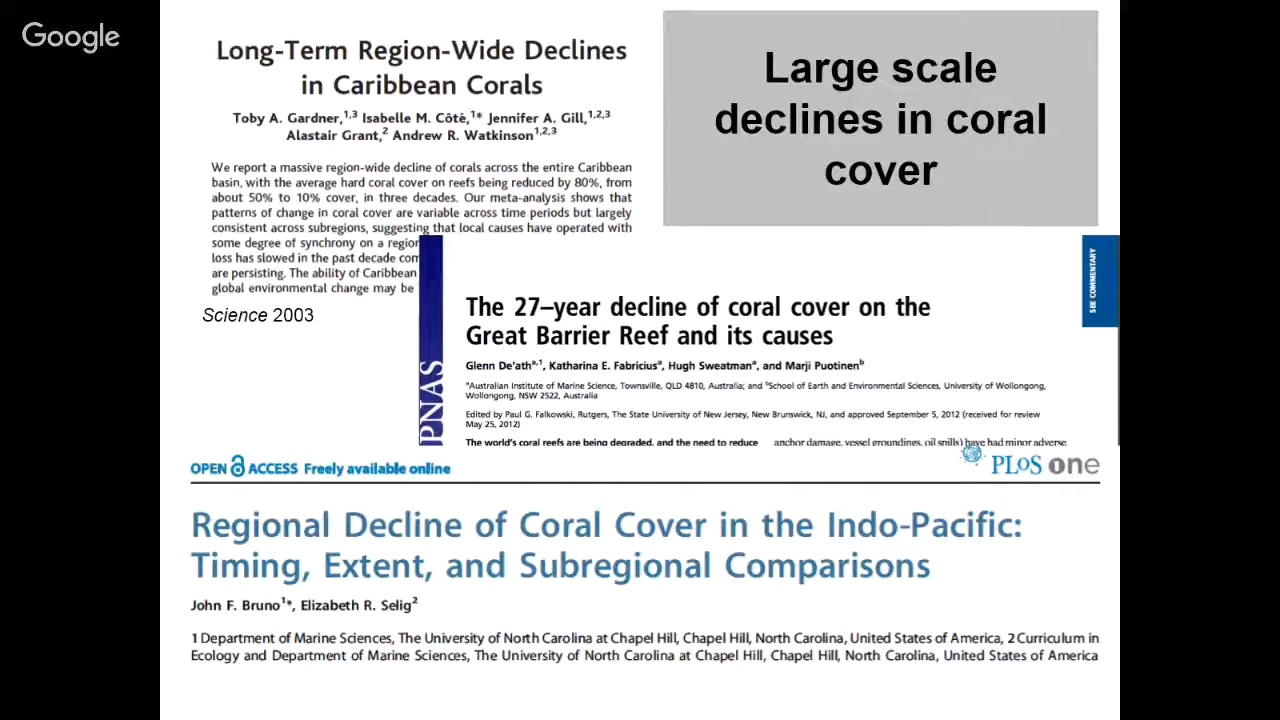 Google
Long-Term Region-Wide Declines
in Caribbean Corals
Toby A. Gardner,1,3 Isabelle M. Côté,1* Jennifer A. Gill,1,2,3
Alastair Grant,2 Andrew R. Watkinson1,2,3
We report a massive region-wide decline of corals across the entire Caribbean
basin, with the average hard coral cover on reefs being reduced by 80%, from
about 50% to 10% cover, in three decades. Our meta-analysis shows that
patterns of change in coral cover are variable across time periods but largely
consistent across subregions, suggesting that local causes have operated with
some degree of synchrony on a region
loss has slowed in the past decade com
are persisting. The ability of Caribbean
global environmental change may be
Science 2003
Large scale
declines in coral
cover
PNAS
SEE COMMENTARY
The 27–year decline of coral cover on the
Great Barrier Reef and its causes
Glenn De'atha,1, Katharina E. Fabriciusa, Hugh Sweatmana, and Marji Puotinenb
aAustralian Institute of Marine Science, Townsville, QLD 4810, Australia; and bSchool of Earth and Environmental Sciences, University of Wollongong,
Wollongong, NSW 2522, Australia
Edited by Paul G. Falkowski, Rutgers, The State University of New Jersey, New Brunswick, NJ, and approved September 5, 2012 (received for review
May 25, 2012)
The world's coral reefs are being degraded, and the need to reduce
anchor damage, vessel groundings, oil spills) have had minor adverse
OPEN ACCESS Freely available online
PLoS one
Regional Decline of Coral Cover in the Indo-Pacific:
Timing, Extent, and Subregional Comparisons
John F. Bruno1*, Elizabeth R. Selig2
1 Department of Marine Sciences, The University of North Carolina at Chapel Hill, Chapel Hill, North Carolina, United States of America, 2 Curriculum in
Ecology and Department of Marine Sciences, The University of North Carolina at Chapel Hill, Chapel Hill, North Carolina, United States of America